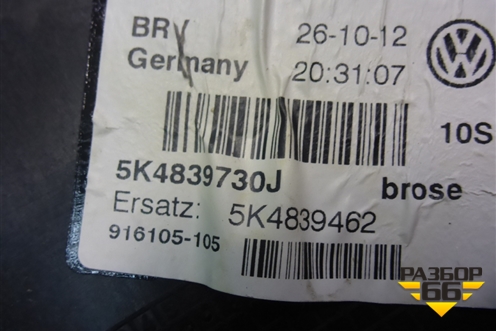 BRV 26-10-12
Germany 20:31:07
10S
5K4839730J brose
Ersatz: 5K4839462
916105-105
РАЗБОР
66